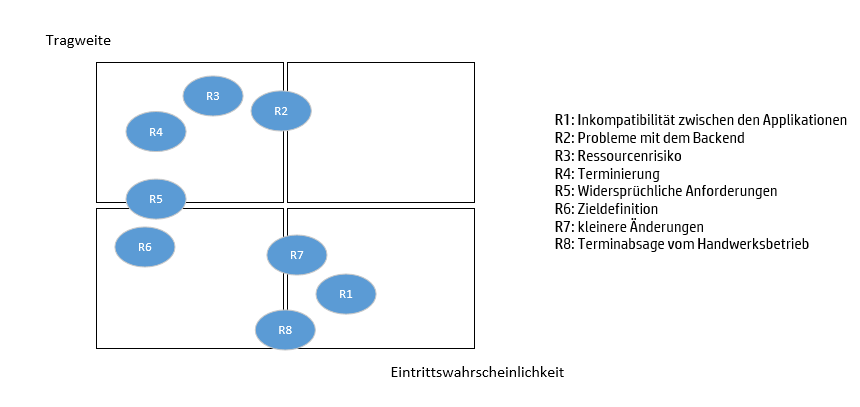 Tragweite
R3
R2
R4
R5
R6
R7
R1
R8
R1: Inkompatibilität zwischen den Applikationen
R2: Probleme mit dem Backend
R3: Ressourcenrisiko
R4: Terminierung
R5: Widersprüchliche Anforderungen
R6: Zieldefinition
R7: kleinere Änderungen
R8: Terminabsage vom Handwerksbetrieb
Eintrittswahrscheinlichkeit